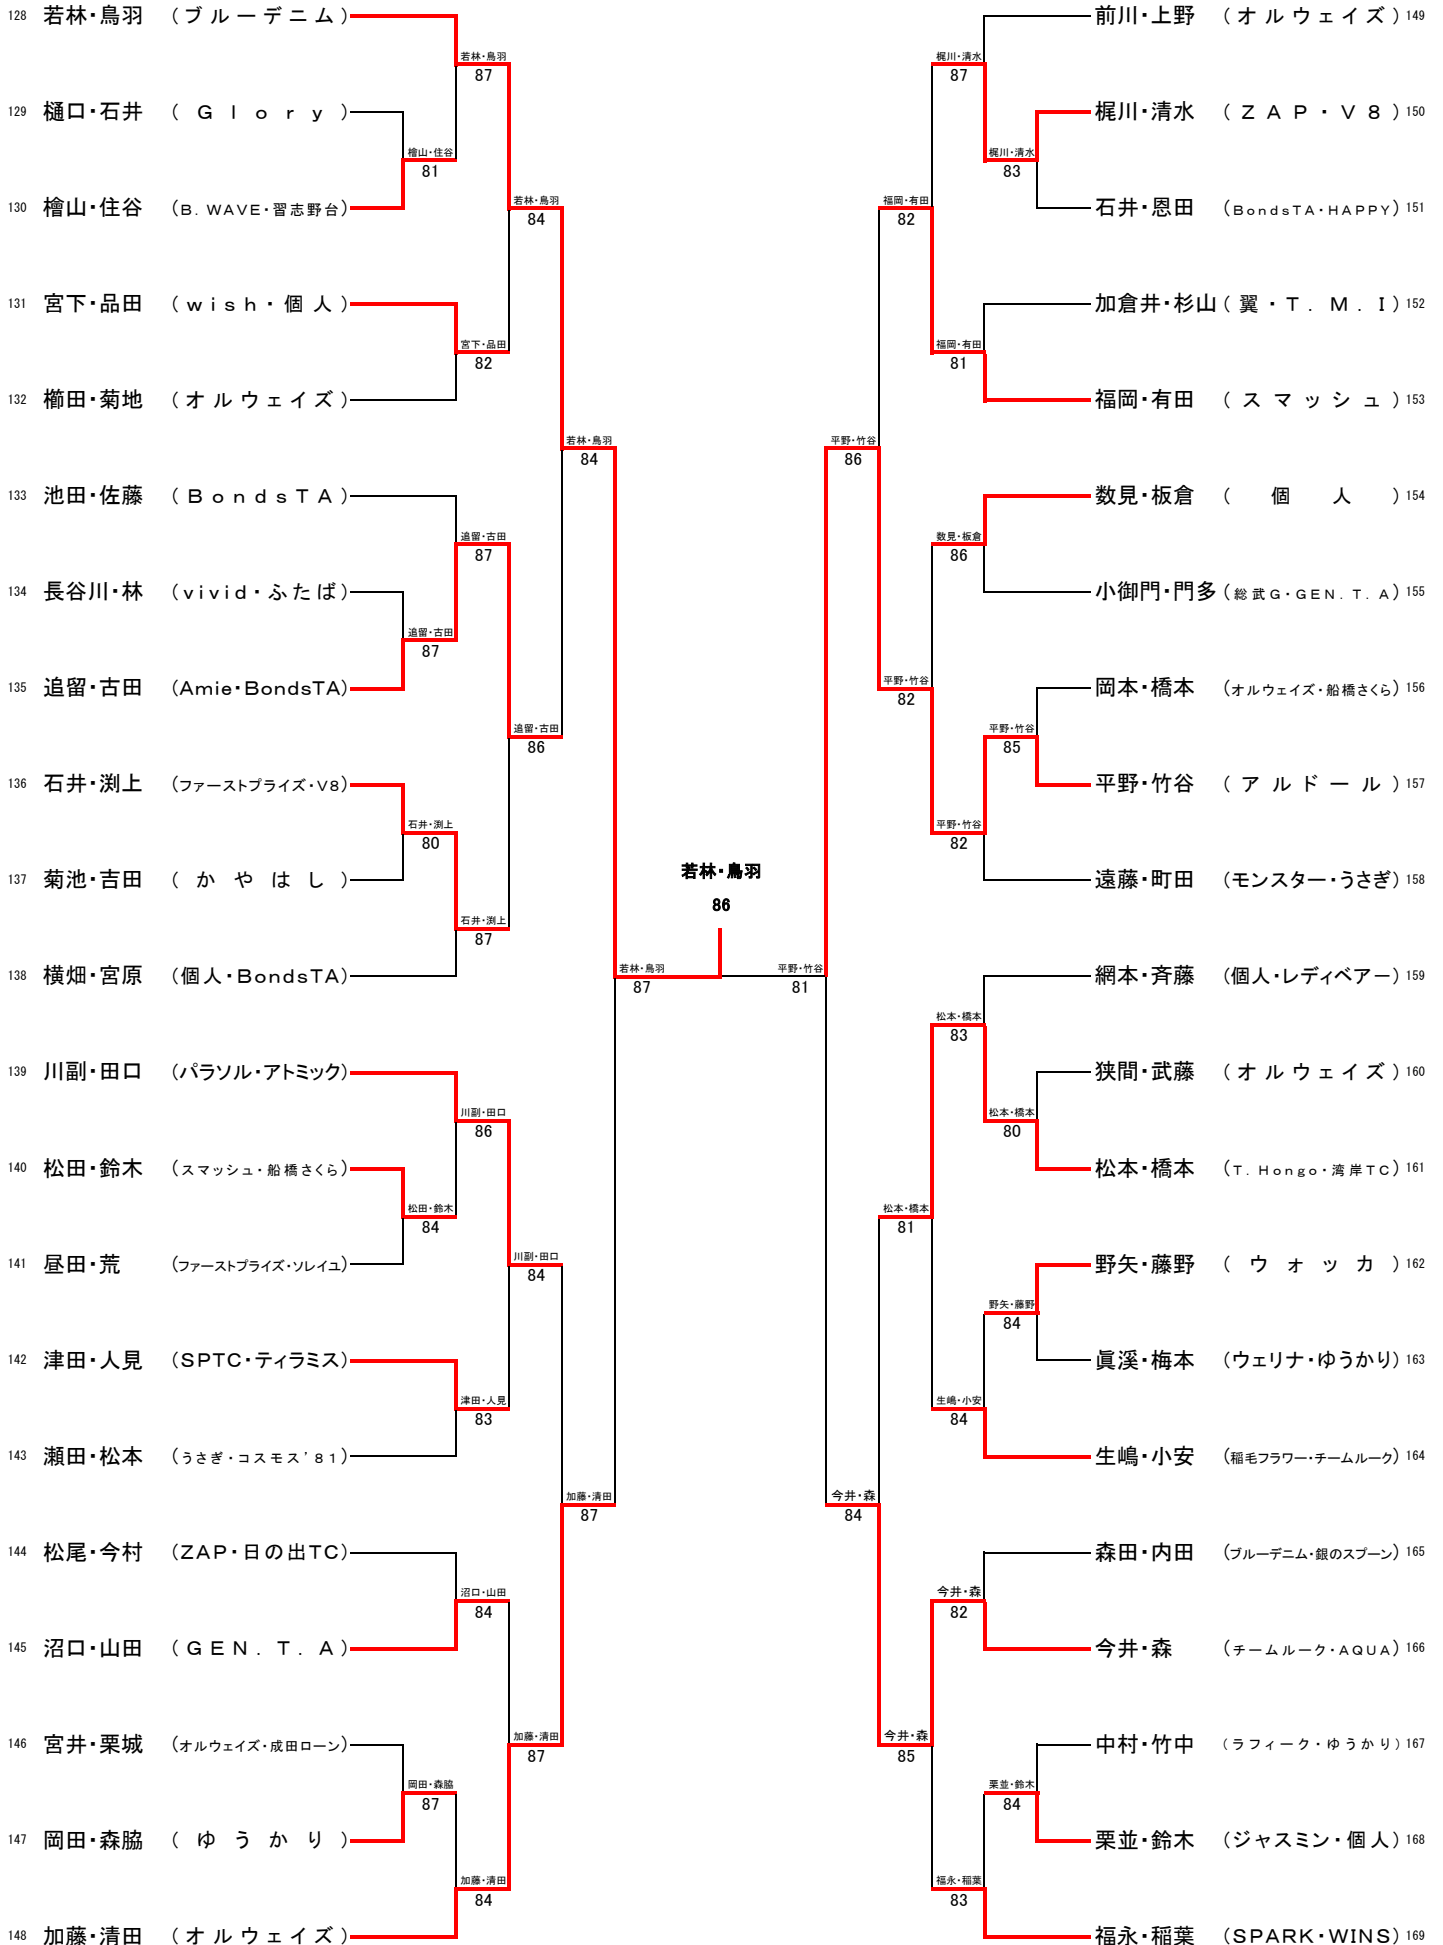 128 若林・鳥羽 (ブルーデニム)
若林・鳥羽
87
129 樋口・石井 (Glory)
檜山・住谷
81
130 檜山・住谷 (B. WAVE・習志野台)
若林・鳥羽
84
131 宮下・品田 (wish・個人)
宮下・品田
82
132 櫛田・菊地 (オルウェイズ)
若林・鳥羽
84
133 池田・佐藤 (BondsTA)
追留・古田
87
134 長谷川・林 (vivid・ふたば)
追留・古田
87
135 追留・古田 (Amie・BondsTA)
追留・古田
86
136 石井・渕上 (ファーストプライズ・V8)
石井・渕上
80
137 菊池・吉田 (かやはし)
石井・渕上
87
138 横畑・宮原 (個人・BondsTA)
若林・鳥羽
87
139 川副・田口 (パラソル・アトミック)
川副・田口
86
140 松田・鈴木 (スマッシュ・船橋さくら)
松田・鈴木
84
141 昼田・荒 (ファーストプライズ・ソレイユ)
川副・田口
84
142 津田・人見 (SPTC・ティラミス)
津田・人見
83
143 瀬田・松本 (うさぎ・コスモス'81)
加藤・清田
87
144 松尾・今村 (ZAP・日の出TC)
沼口・山田
84
145 沼口・山田 (GEN. T. A)
加藤・清田
87
146 宮井・栗城 (オルウェイズ・成田ローン)
岡田・森脇
87
147 岡田・森脇 (ゆうかり)
加藤・清田
84
148 加藤・清田 (オルウェイズ)
若林・鳥羽
86
前川・上野 (オルウェイズ) 149
梶川・清水
87
梶川・清水 (ZAP・V8) 150
梶川・清水
83
石井・恩田 (BondsTA・HAPPY) 151
福岡・有田
82
加倉井・杉山 (翼・T. M. I) 152
福岡・有田
81
福岡・有田 (スマッシュ) 153
平野・竹谷
86
数見・板倉 (個人) 154
数見・板倉
86
小御門・門多 (総武G・GEN. T. A) 155
平野・竹谷
82
岡本・橋本 (オルウェイズ・船橋さくら) 156
平野・竹谷
85
平野・竹谷 (アルドール) 157
平野・竹谷
82
遠藤・町田 (モンスター・うさぎ) 158
平野・竹谷
81
網本・斉藤 (個人・レディベアー) 159
松本・橋本
83
狭間・武藤 (オルウェイズ) 160
松本・橋本
80
松本・橋本 (T. Hongo・湾岸TC) 161
松本・橋本
81
野矢・藤野 (ウォッカ) 162
野矢・藤野
84
眞溪・梅本 (ウェリナ・ゆうかり) 163
生嶋・小安
84
生嶋・小安 (稲毛フラワー・チームルーク) 164
今井・森
84
森田・内田 (ブルーデニム・銀のスプーン) 165
今井・森
82
今井・森 (チームルーク・AQUA) 166
今井・森
85
中村・竹中 (ラフィーク・ゆうかり) 167
栗並・鈴木
84
栗並・鈴木 (ジャスミン・個人) 168
福永・稲葉
83
福永・稲葉 (SPARK・WINS) 169